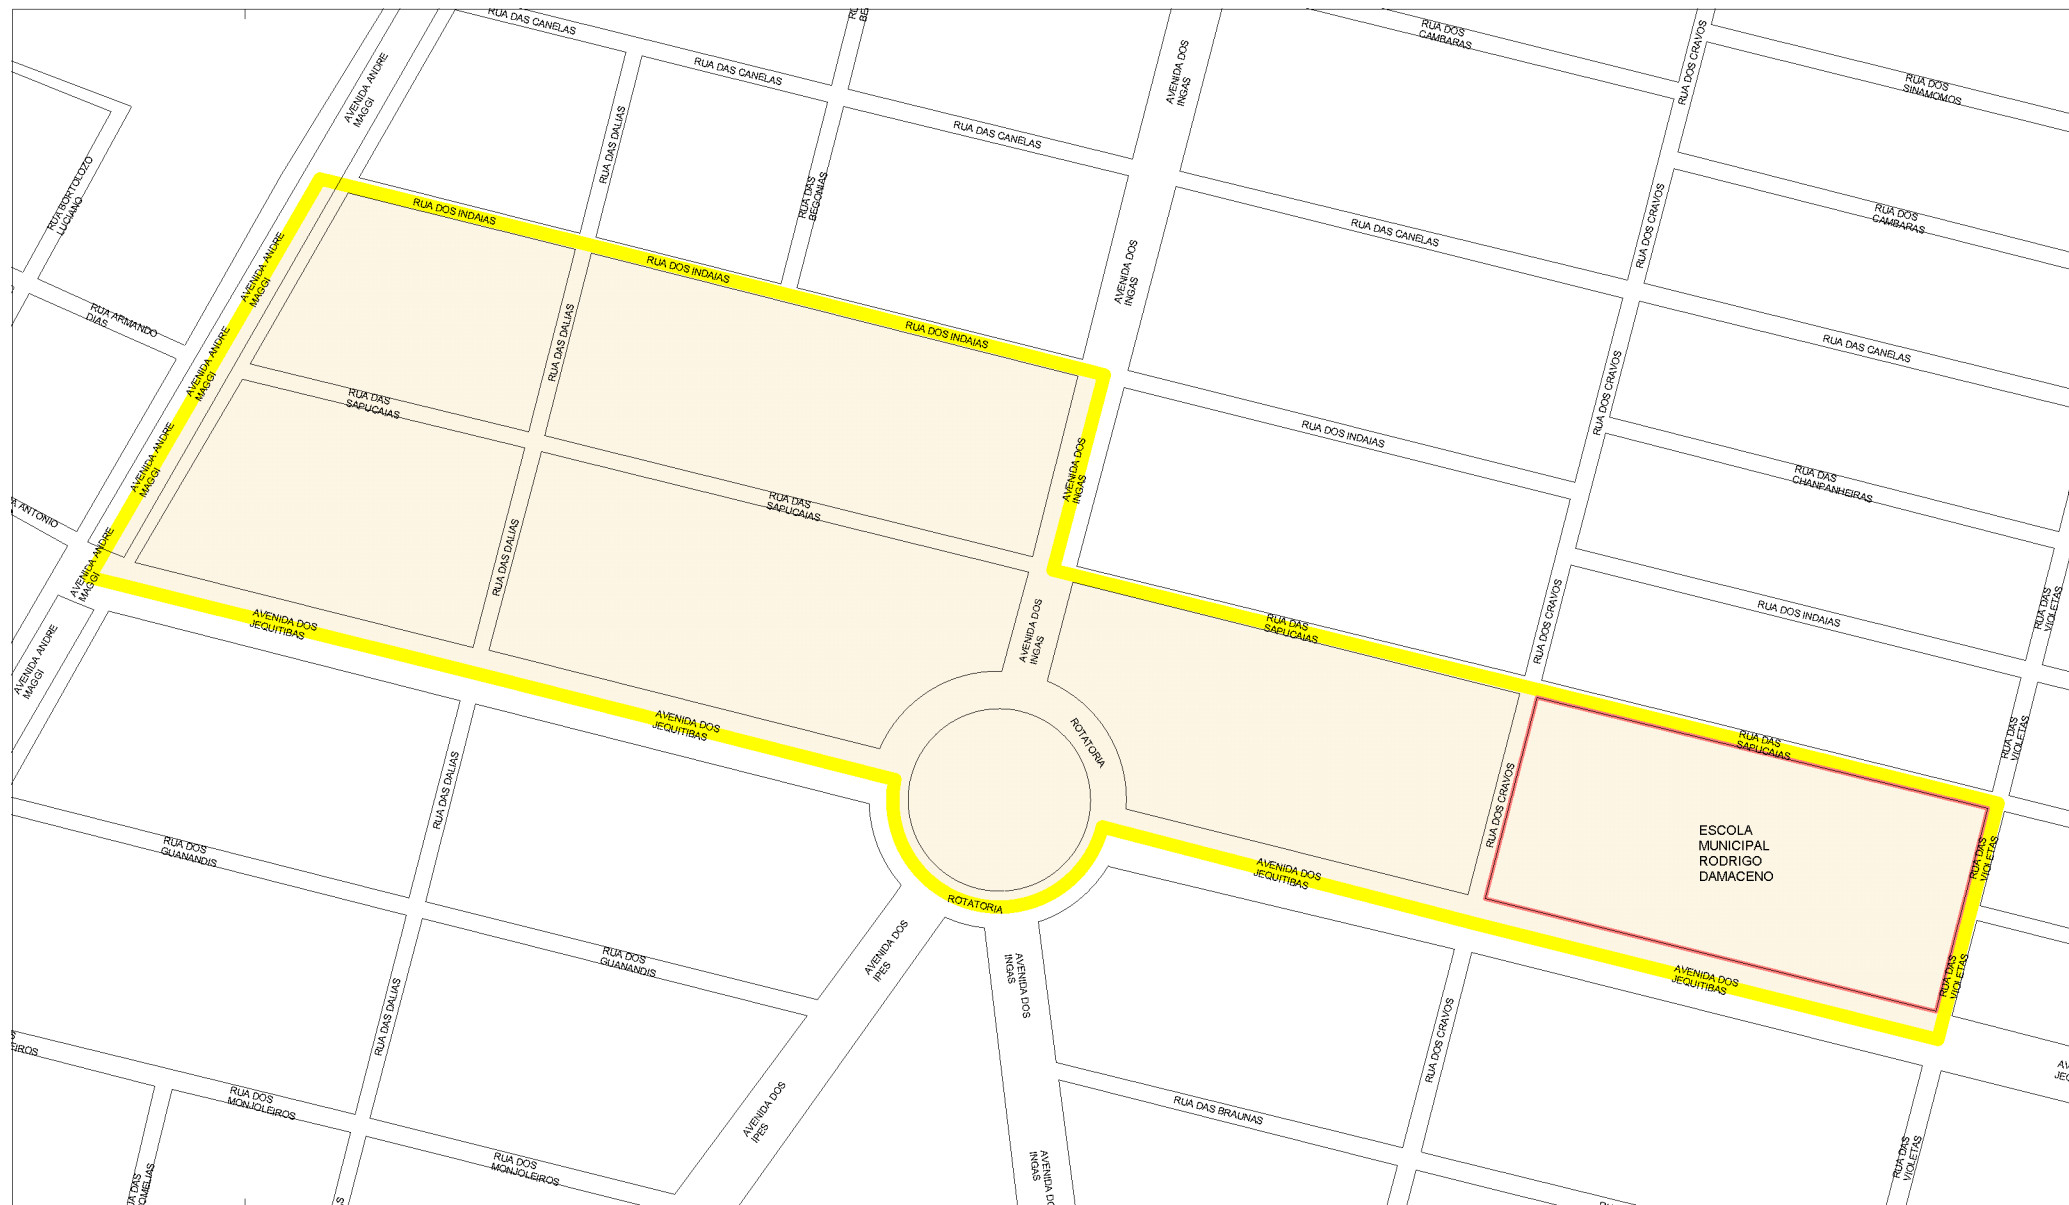 RUA DAS CANELAS
RUA DOS
CAMBARAS
RUA DOS CRAVOS
AVENIDA ANDRE
MAGGI
RUA DAS CANELAS
AVENIDA DOS
INGAS
RUA DOS
SINAMOMOS
RUA DAS DALIAS
RUA DAS CANELAS
RUA BORTOLOZO
LUCIANO
RUA DAS
BEGONIAS
RUA DOS INDAIAS
RUA DOS CRAVOS
RUA DOS
CAMBARAS
RUA DAS CANELAS
AVENIDA ANDRE
MAGGI
RUA DOS INDAIAS
AVENIDA DOS
INGAS
RUA ARMANDO
DIAS
RUA DAS DALIAS
RUA DOS INDAIAS
RUA DAS CANELAS
AVENIDA ANDRE
MAGGI
RUA DAS
SAPUCAIAS
RUA DOS CRAVOS
RUA DOS INDAIAS
AVENIDA ANDRE
MAGGI
AVENIDA DOS
INGAS
RUA DAS
CHANPANHEIRAS
ANTONIO
RUA DAS
SAPUCAIAS
AVENIDA ANDRE
MAGGI
RUA DAS DALIAS
AVENIDA DOS
JEQUITIBAS
AVENIDA DOS
INGAS
RUA DAS
SAPUCAIAS
RUA DOS CRAVOS
RUA DOS INDAIAS
RUA DAS
VIOLETAS
AVENIDA ANDRE
MAGGI
AVENIDA DOS
JEQUITIBAS
ROTATORIA
RUA DAS
SAPUCAIAS
RUA DAS
VIOLETAS
RUA DAS DALIAS
RUA DOS CRAVOS
ESCOLA
MUNICIPAL
RODRIGO
DAMACENO
RUA DAS
VIOLETAS
RUA DOS
GUANANDIS
AVENIDA DOS
JEQUITIBAS
ROTATORIA
RUA DOS
GUANANDIS
AVENIDA DOS
IPES
AVENIDA DOS
INGAS
AVENIDA DOS
JEQUITIBAS
RUA DAS
VIOLETAS
RUA DAS DALIAS
RUA DOS CRAVOS
EIROS
RUA DOS
MONJOLEIROS
AVENIDA DOS
IPES
RUA DAS BRAUNAS
RUA DOS
MONJOLEIROS
AVENIDA DO
INGAS
RUA DAS
VIOLETAS